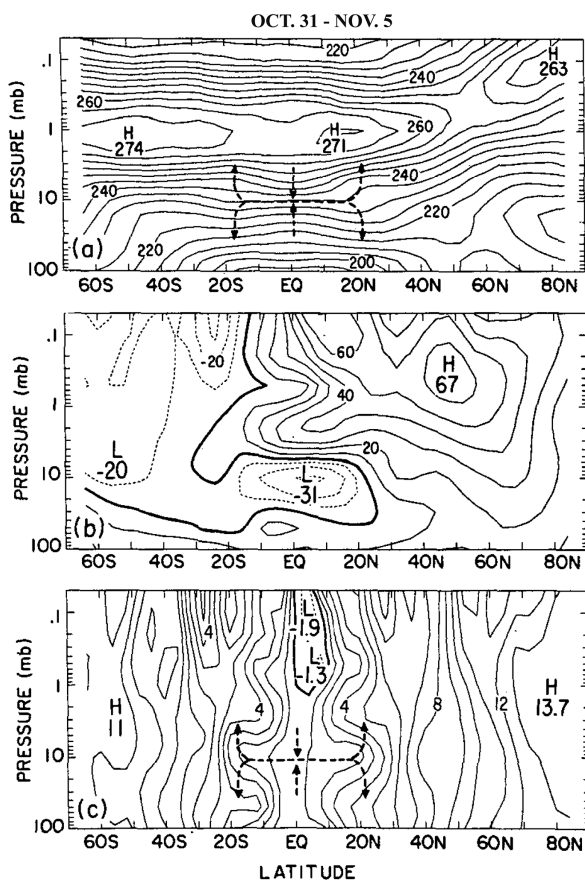 OCT. 31 - NOV. 5
220
H
263
.1
240
260
260
H
274
H
271
1
240
240
10
220
220
200
100
(a)
PRESSURE (mb)
60S 40S 20S EQ 20N 40N 60N 80N
-20
60
.1
H
67
40
1
L
-20
20
L
-31
10
100
(b)
PRESSURE (mb)
60S 40S 20S EQ 20N 40N 60N 80N
4
L
-1.9
.1
L
-1.3
1
H
11
4
4
8
12
H
13.7
10
100
(c)
PRESSURE (mb)
60S 40S 20S EQ 20N 40N 60N 80N
LATITUDE